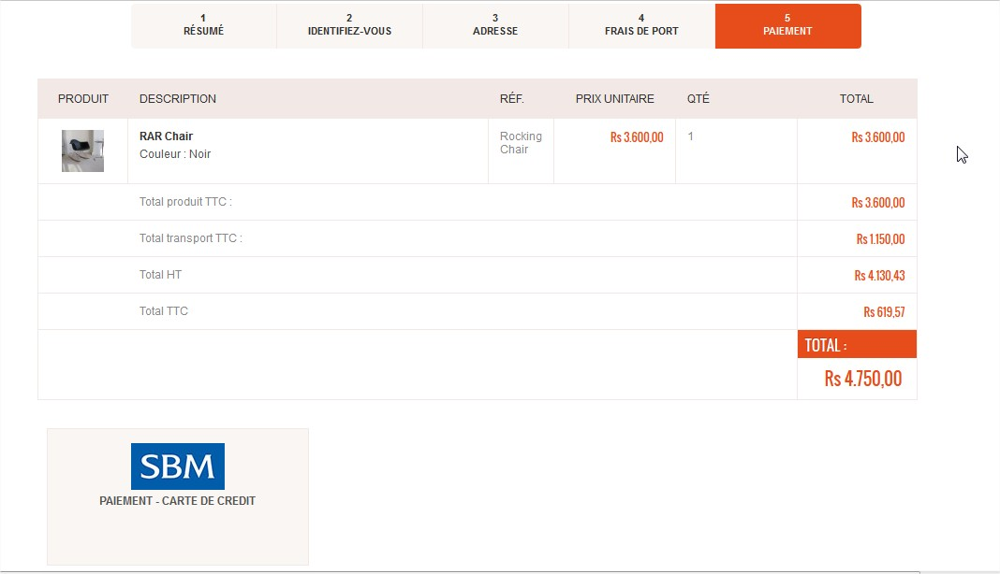 1
RÉSUMÉ
2
IDENTIFIEZ-VOUS
3
ADRESSE
4
FRAIS DE PORT
5
PAIEMENT
PRODUIT DESCRIPTION RÉF. PRIX UNITAIRE QTÉ TOTAL
RAR Chair
Couleur : Noir
Rocking
Chair
Rs 3.600,00
1
Rs 3.600,00
Total produit TTC : Rs 3.600,00
Total transport TTC : Rs 1.150,00
Total HT Rs 4.130,43
Total TTC Rs 619,57
TOTAL :
Rs 4.750,00
SBM
PAIEMENT - CARTE DE CREDIT